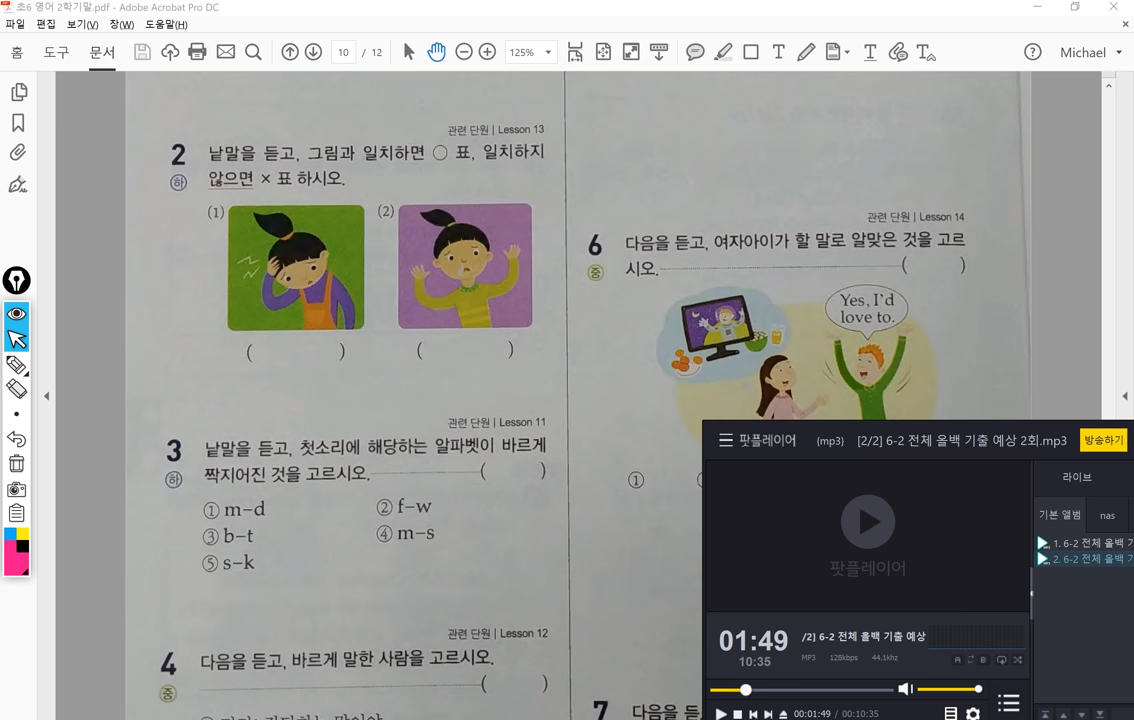 초6 영어 2학기말.pdf - Adobe Acrobat Pro DC
파일 편집 보기(V) 창(W) 도움말(H)
홈 도구 문서 10 / 12 125% Michael
관련 단원 | Lesson 13
2 낱말을 듣고, 그림과 일치하면 ○ 표, 일치하지
하 않으면 × 표 하시오.
(1) (2)
( ) ( )
관련 단원 | Lesson 11
3 낱말을 듣고, 첫소리에 해당하는 알파벳이 바르게
하 짝지어진 것을 고르시오. ( )
① m-d ② f-w
③ b-t ④ m-s
⑤ s-k
관련 단원 | Lesson 12
4 다음을 듣고, 바르게 말한 사람을 고르시오.
중 ( )
관련 단원 | Lesson 14
6 다음을 듣고, 여자아이가 할 말로 알맞은 것을 고르
중 시오. ( )
Yes, I'd
love to.
①
7 다음을 듣
팟플레이어 (mp3) [2/2] 6-2 전체 올백 기출 예상 2회.mp3 방송하기
라이브
기본 앨범 nas
1. 6-2 전체 올백 기
2. 6-2 전체 올백 기
팟플레이어
01:49 /2] 6-2 전체 올백 기출 예상
10:35 MP3 128kbps 44.1khz A B
00:01:49 / 00:10:35